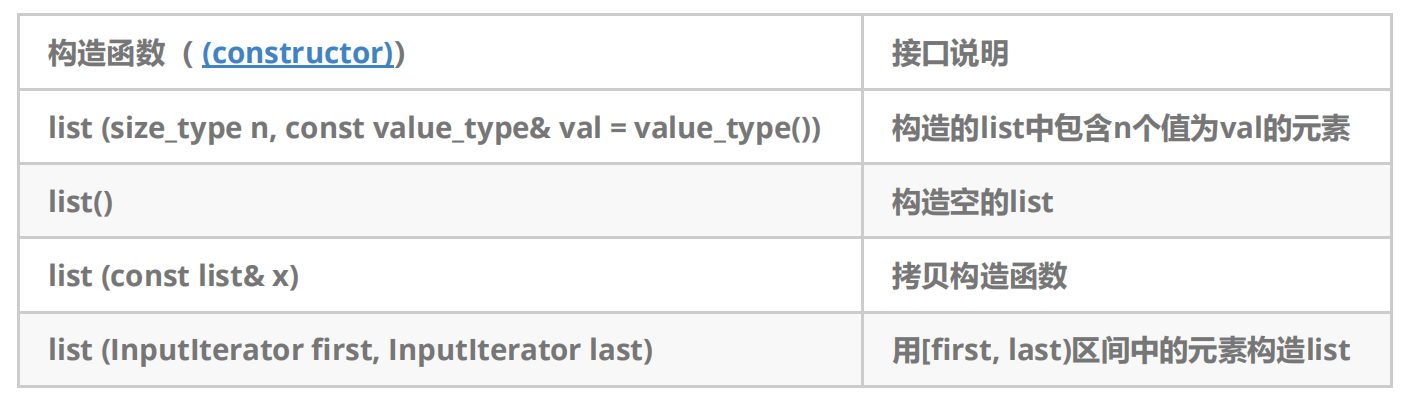 构造函数（ (constructor)） 接口说明
list (size_type n, const value_type& val = value_type()) 构造的list中包含n个值为val的元素
list() 构造空的list
list (const list& x) 拷贝构造函数
list (InputIterator first, InputIterator last) 用[first, last)区间中的元素构造list